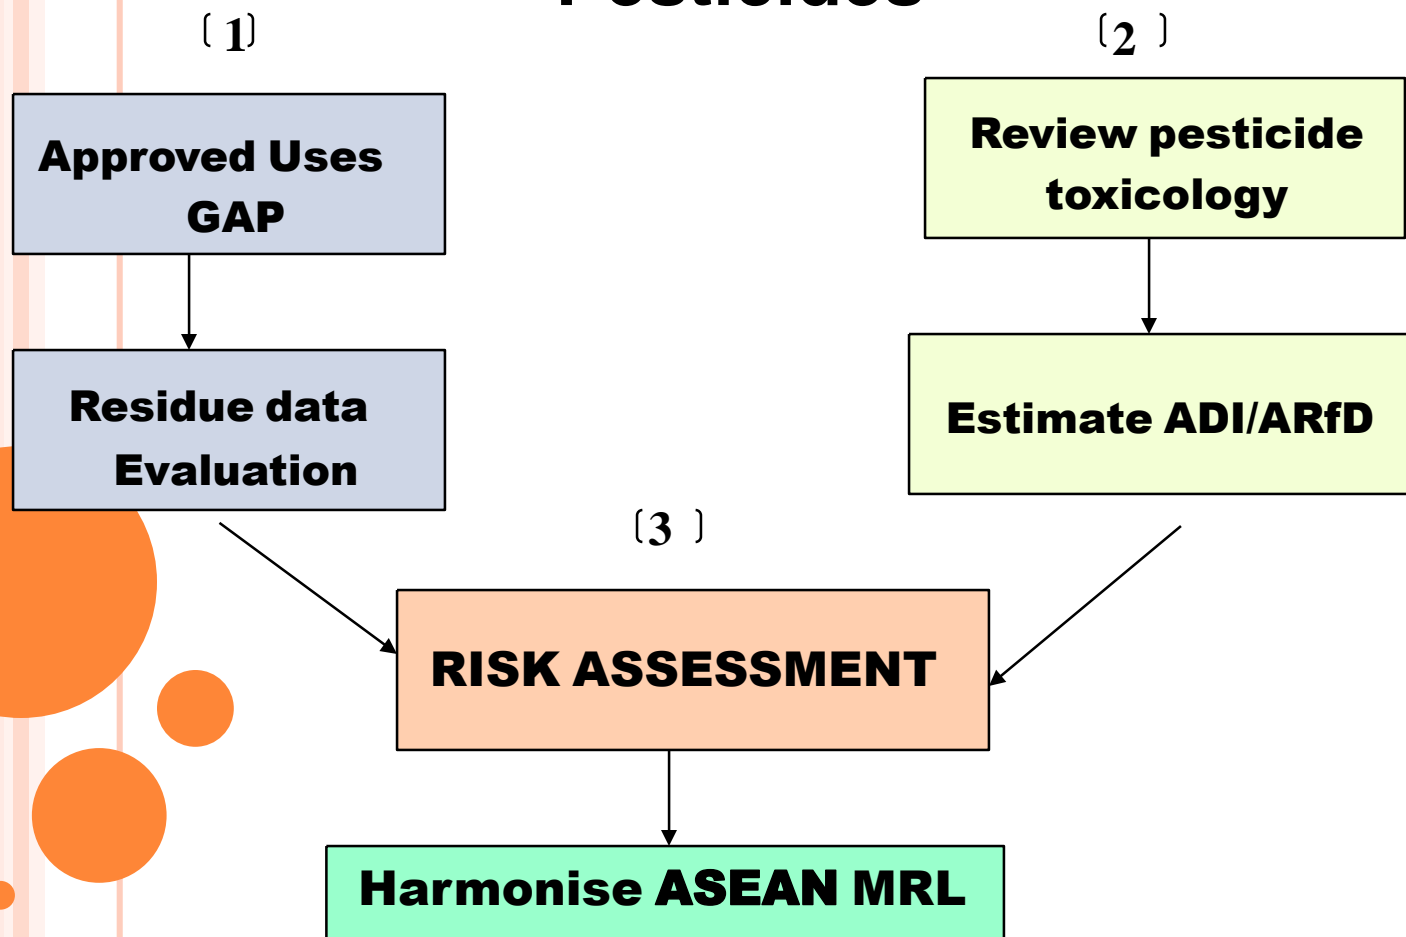 Pesticides
〔 1〕
〔2 〕
Approved Uses
GAP
Review pesticide
toxicology
Residue data
Evaluation
Estimate ADI/ARfD
〔3 〕
RISK ASSESSMENT
Harmonise ASEAN MRL